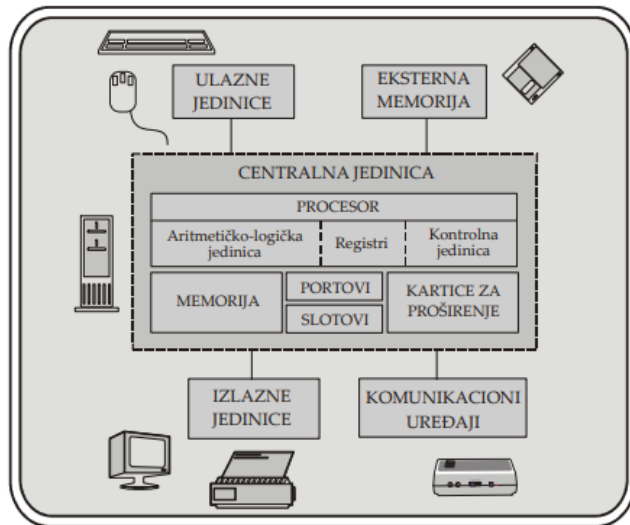 ULAZNE
JEDINICE
EKSTERNA
MEMORIJA
CENTRALNA JEDINICA
PROCESOR
Aritmetičko-logička
jedinica
Registri
Kontrolna
jedinica
MEMORIJA
PORTOVI
SLOTOVI
KARTICE ZA
PROŠIRENJE
IZLAZNE
JEDINICE
KOMUNIKACIONI
UREĐAJI